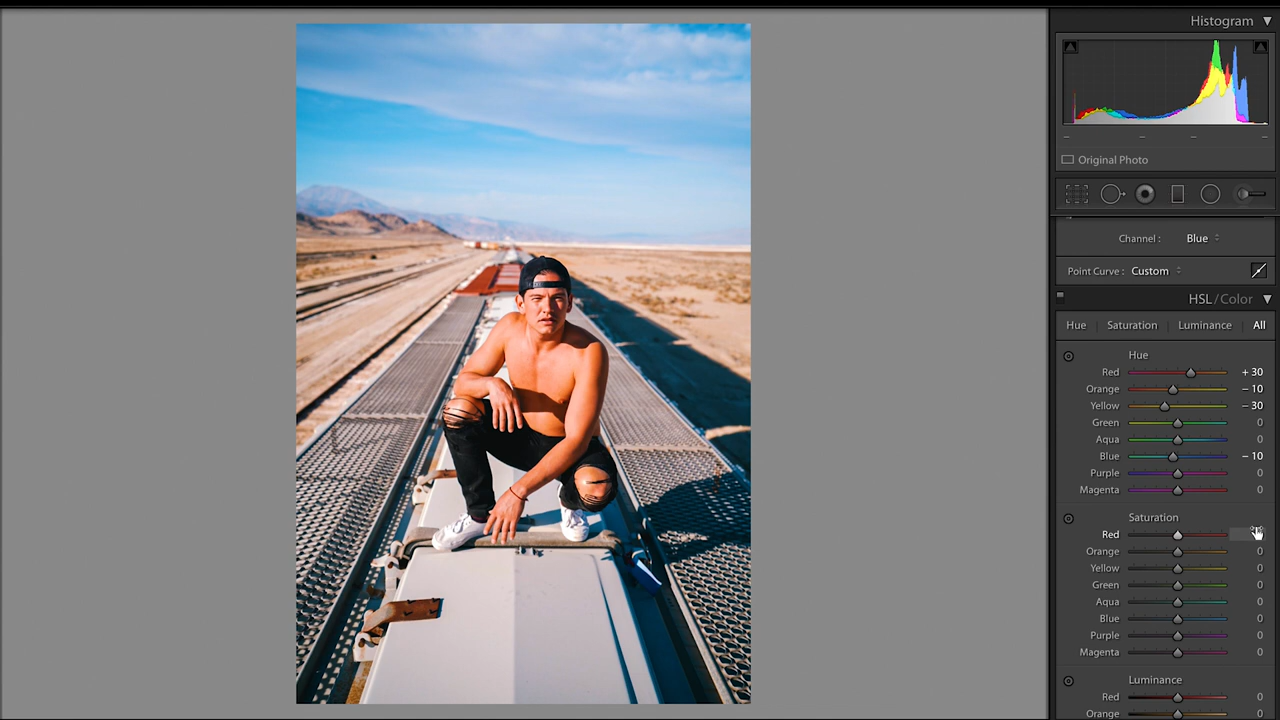 Histogram ▼
Original Photo
Channel : Blue
Point Curve : Custom
HSL / Color ▼
Hue Saturation Luminance All
Hue
Red + 30
Orange − 10
Yellow − 30
Green 0
Aqua 0
Blue − 10
Purple 0
Magenta 0
Saturation
Red
Orange 0
Yellow 0
Green 0
Aqua 0
Blue 0
Purple 0
Magenta 0
Luminance
Red 0
Orange 0